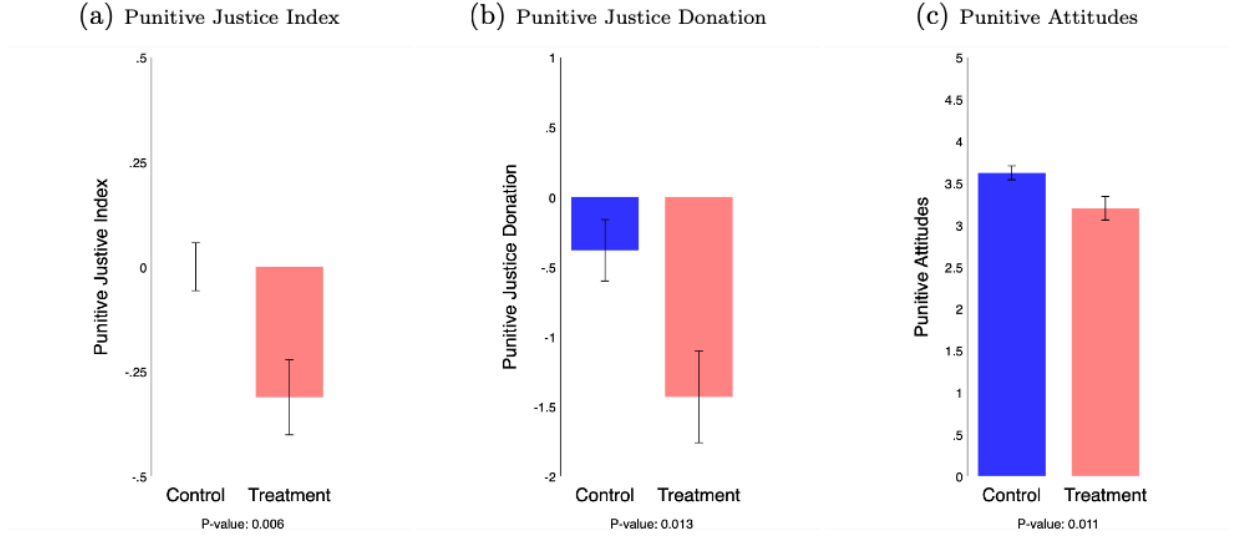 (a) Punitive Justice Index
(b) Punitive Justice Donation
(c) Punitive Attitudes
Punitive Justive Index
.5
.25
0
-.25
-.5
Control Treatment
P-value: 0.006
Punitive Justice Donation
1
.5
0
-.5
-1
-1.5
-2
Control Treatment
P-value: 0.013
Punitive Attitudes
5
4.5
4
3.5
3
2.5
2
1.5
1
.5
0
Control Treatment
P-value: 0.011